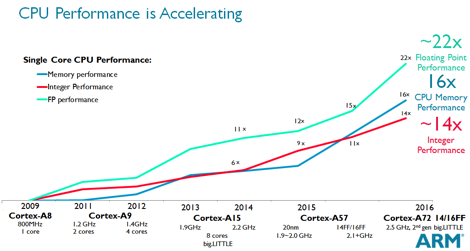 CPU Performance is Accelerating
Single Core CPU Performance:
Memory performance
Integer Performance
FP performance
~22x
Floating Point
Performance
16x
CPU Memory
Performance
~14x
Integer
Performance
22x
16x
14x
15x
11x
12x
9x
11x
6x
2009 2011 2012 2013 2014 2015 2016
Cortex-A8 Cortex-A9 Cortex-A15 Cortex-A57 Cortex-A72 14/16FF
800MHz 1.2 GHz 1.4GHz 1.9GHz 2.2 GHz 20nm 14FF/16FF 2.5 GHz, 2nd gen big.LITTLE
1 core 2 cores 4 cores 8 cores 1.9~2.0 GHz 2.1+GHz
big.LITTLE
ARM